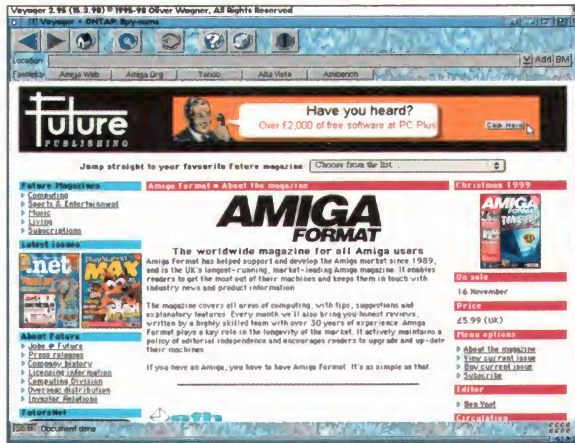 Voyager 2.95 (15.3.98) © 1995-98 Oliver Wagner, All Rights Reserved
Voyager • ONTAP: Spy-cams
Location
Add BM
Fastlinks Amiga Web Amiga Org Yahoo Alta Vista Aminench
Future
PUBLISHING
Have you heard?
Over £2,000 of free software at PC Plus
Click Here
Jump straight to your favourite Future magazine: Choose from the list...
Future Magazines
Computing
Sports & Entertainment
Music
Living
Subscriptions
Latest issues
.net
MAX
About Future
Jobs @ Future
Press releases
Company history
Licensing information
Computing Division
Overseas distribution
Investor Relations
FutureNet
Amiga Format • About the magazine
AMIGA
FORMAT
The worldwide magazine for all Amiga users
Amiga Format has helped support and develop the Amiga market since 1989,
and is the UK's longest-running, market-leading Amiga magazine. It enables
readers to get the most out of their machines and keeps them in touch with
industry news and product information
The magazine covers all areas of computing, with tips, suggestions and
explanatory features. Every month we'll also bring you honest reviews,
written by a highly skilled team with over 30 years of experience. Amiga
Format plays a key role in the longevity of the market. It actively maintains a
policy of editorial independence and encourages readers to upgrade and up-date
their machines
If you have an Amiga, you have to have Amiga Format. It's as simple as that.
Christmas 1999
AMIGA
FORMAT
On sale
16 November
Price
£5.99 (UK)
Menu options
About the magazine
View current issue
Buy current issue
Subscribe
Editor
Ben Vost
Circulation
Document done